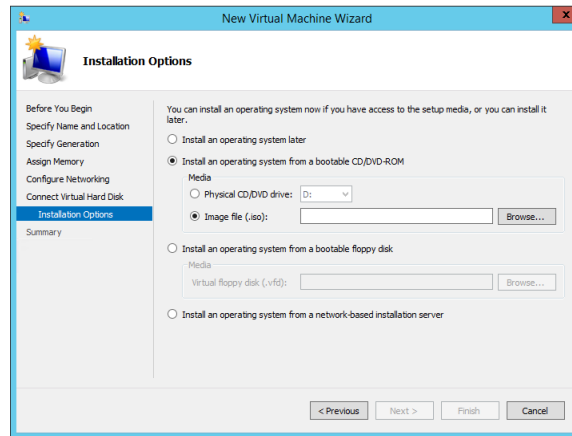 New Virtual Machine Wizard
x
Installation Options
Before You Begin
Specify Name and Location
Specify Generation
Assign Memory
Configure Networking
Connect Virtual Hard Disk
Installation Options
Summary
You can install an operating system now if you have access to the setup media, or you can install it
later.
Install an operating system later
Install an operating system from a bootable CD/DVD-ROM
Media
Physical CD/DVD drive: D:
Image file (.iso): Browse...
Install an operating system from a bootable floppy disk
Media
Virtual floppy disk (.vfd): Browse...
Install an operating system from a network-based installation server
< Previous Next > Finish Cancel